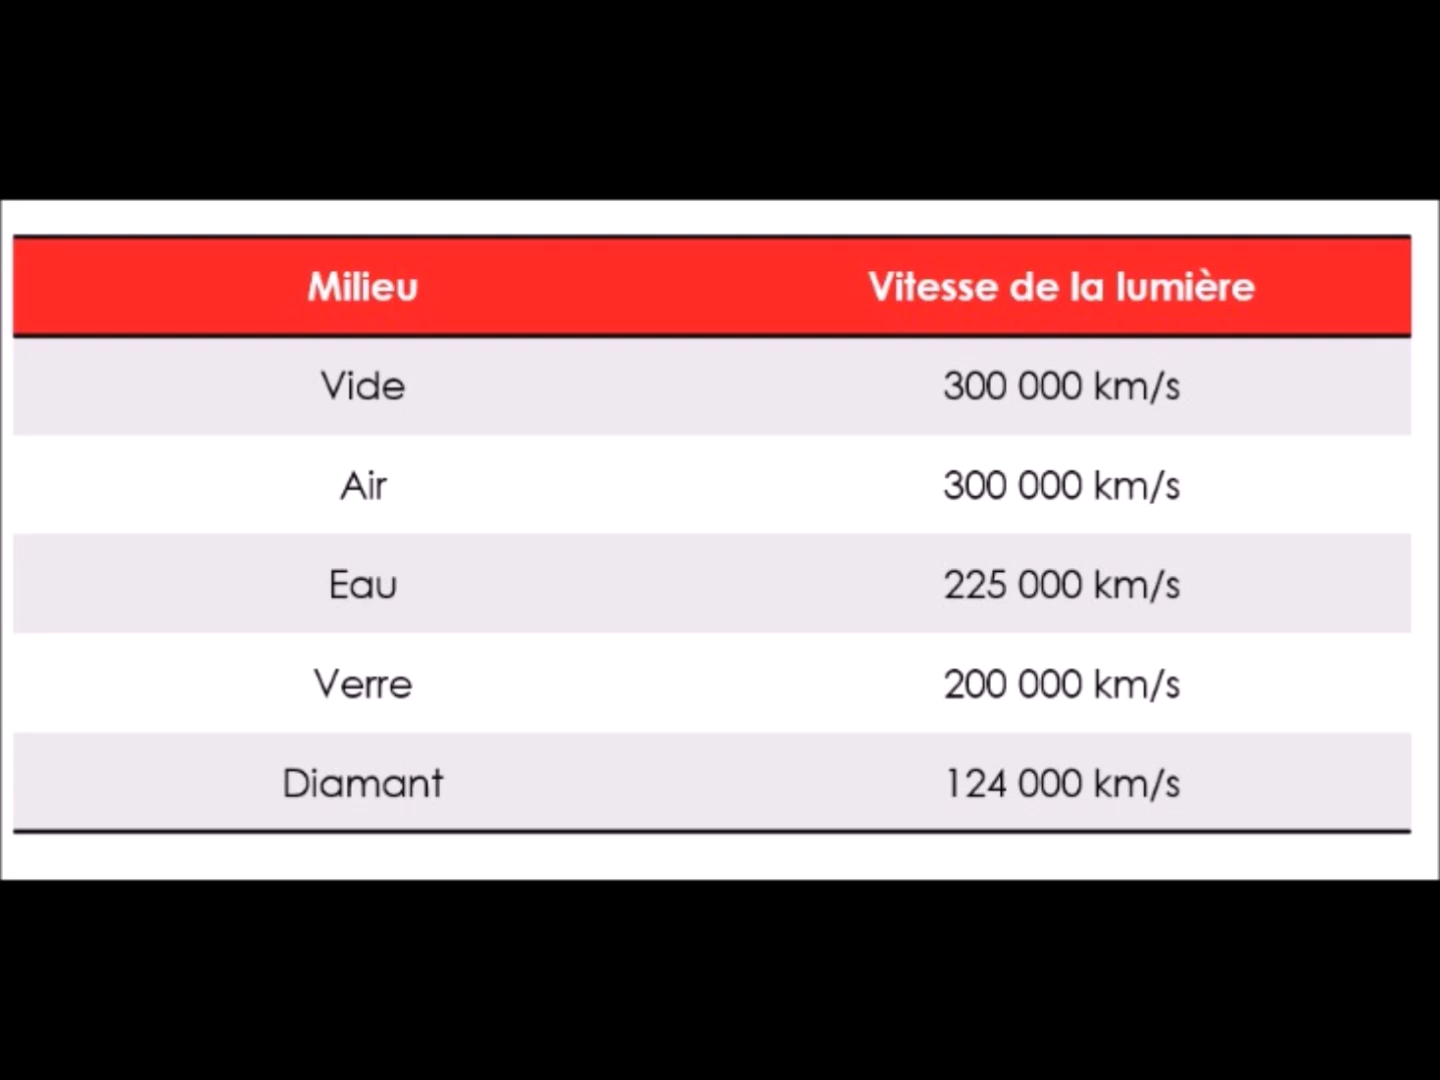 Milieu Vitesse de la lumière
Vide 300 000 km/s
Air 300 000 km/s
Eau 225 000 km/s
Verre 200 000 km/s
Diamant 124 000 km/s